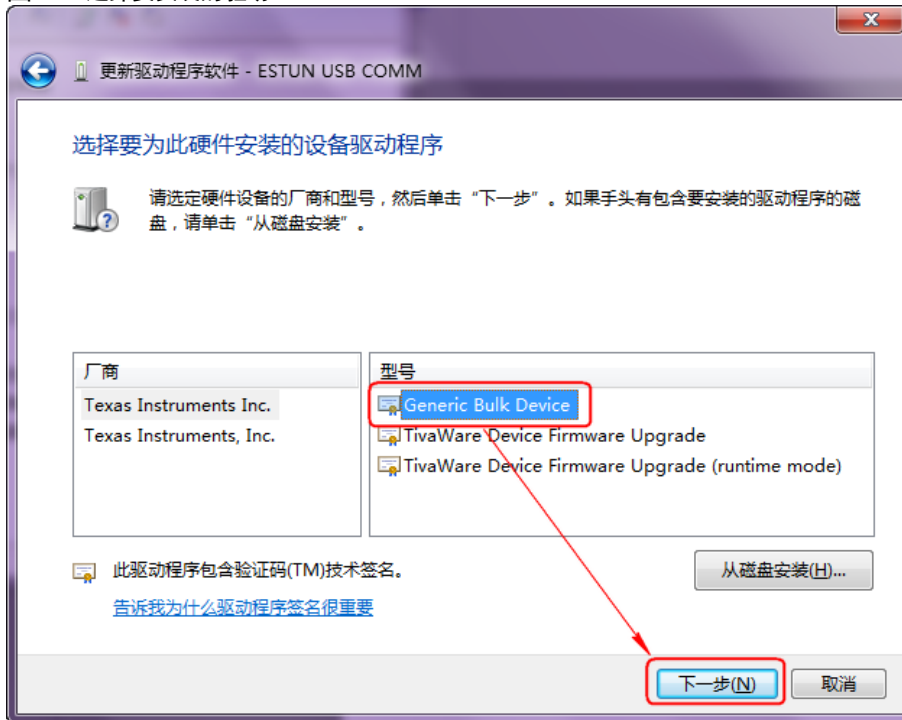 更新驱动程序软件 - ESTUN USB COMM
选择要为此硬件安装的设备驱动程序
请选定硬件设备的厂商和型号，然后单击“下一步”。如果手头有包含要安装的驱动程序的磁
盘，请单击“从磁盘安装”。
厂商
Texas Instruments Inc.
Texas Instruments, Inc.
型号
Generic Bulk Device
TivaWare Device Firmware Upgrade
TivaWare Device Firmware Upgrade (runtime mode)
此驱动程序包含验证码(TM)技术签名。
告诉我为什么驱动程序签名很重要
从磁盘安装(H)...
下一步(N)
取消